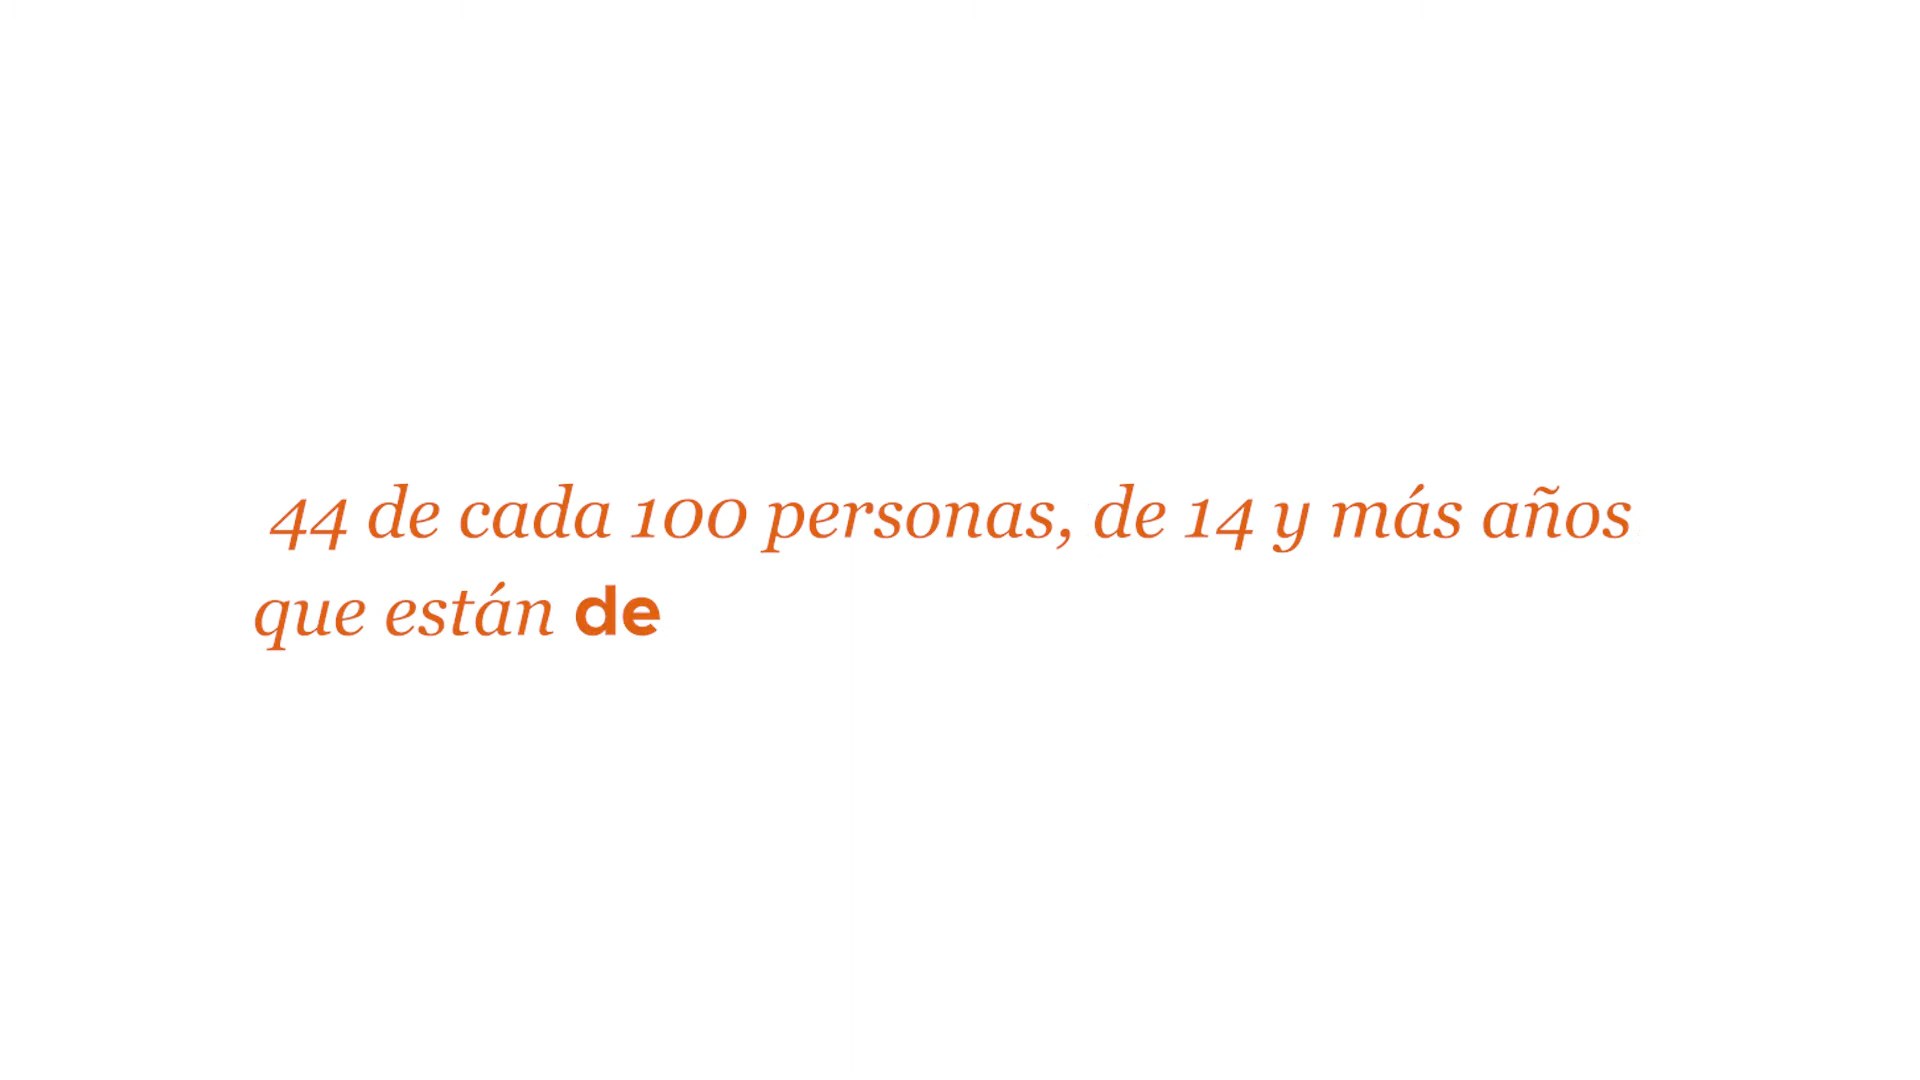 44 de cada 100 personas, de 14 y más años
que están de